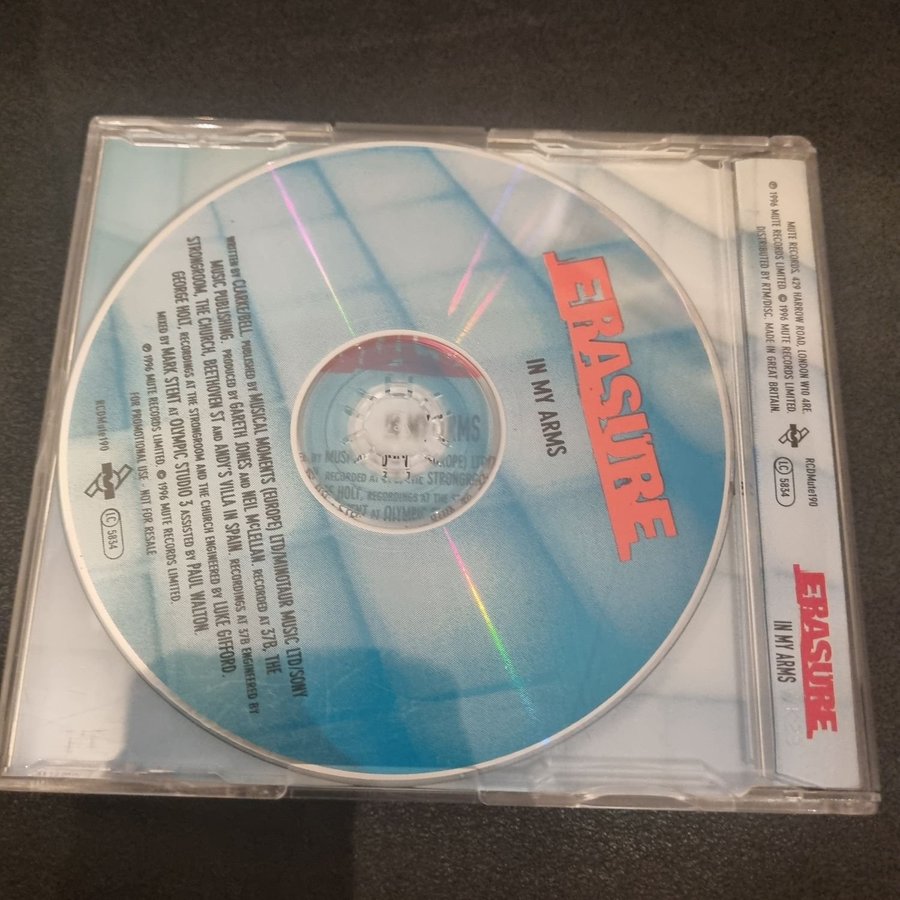 ERASURE
IN MY ARMS
WRITTEN BY CLARKE/BELL. PUBLISHED BY MUSICAL MOMENTS (EUROPE) LTD/MINOTAUR MUSIC LTD/SONY
MUSIC PUBLISHING. PRODUCED BY GARETH JONES AND NEIL McLELLAN. RECORDED AT 37B, THE
STRONGROOM, THE CHURCH, BEETHOVEN ST AND ANDY'S VILLA IN SPAIN. RECORDINGS AT 37B ENGINEERED BY
GEORGE HOLT, RECORDINGS AT THE STRONGROOM AND THE CHURCH ENGINEERED BY LUKE GIFFORD.
MIXED BY MARK STENT AT OLYMPIC STUDIO 3 ASSISTED BY PAUL WALTON.
℗ 1996 MUTE RECORDS LIMITED. © 1996 MUTE RECORDS LIMITED.
FOR PROMOTIONAL USE - NOT FOR RESALE
RCDMute190
LC 5834
MUTE RECORDS, 429 HARROW ROAD, LONDON W10 4RE.
℗ 1996 MUTE RECORDS LIMITED. © 1996 MUTE RECORDS LIMITED.
DISTRIBUTED BY RTM/DISC. MADE IN GREAT BRITAIN.
RCDMute190
LC 5834
ERASURE
IN MY ARMS